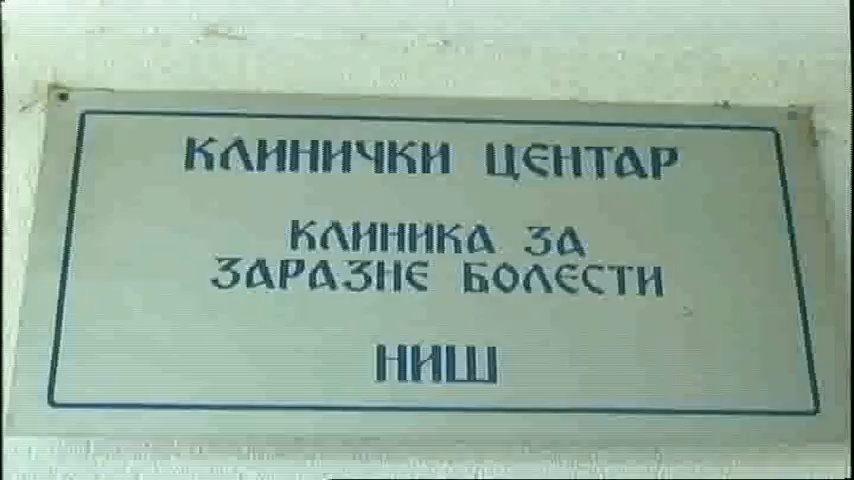 КЛИНИЧКИ ЦЕНТАР
КЛИНИКА ЗА
ЗАРАЗНЕ БОЛЕСТИ
НИШ